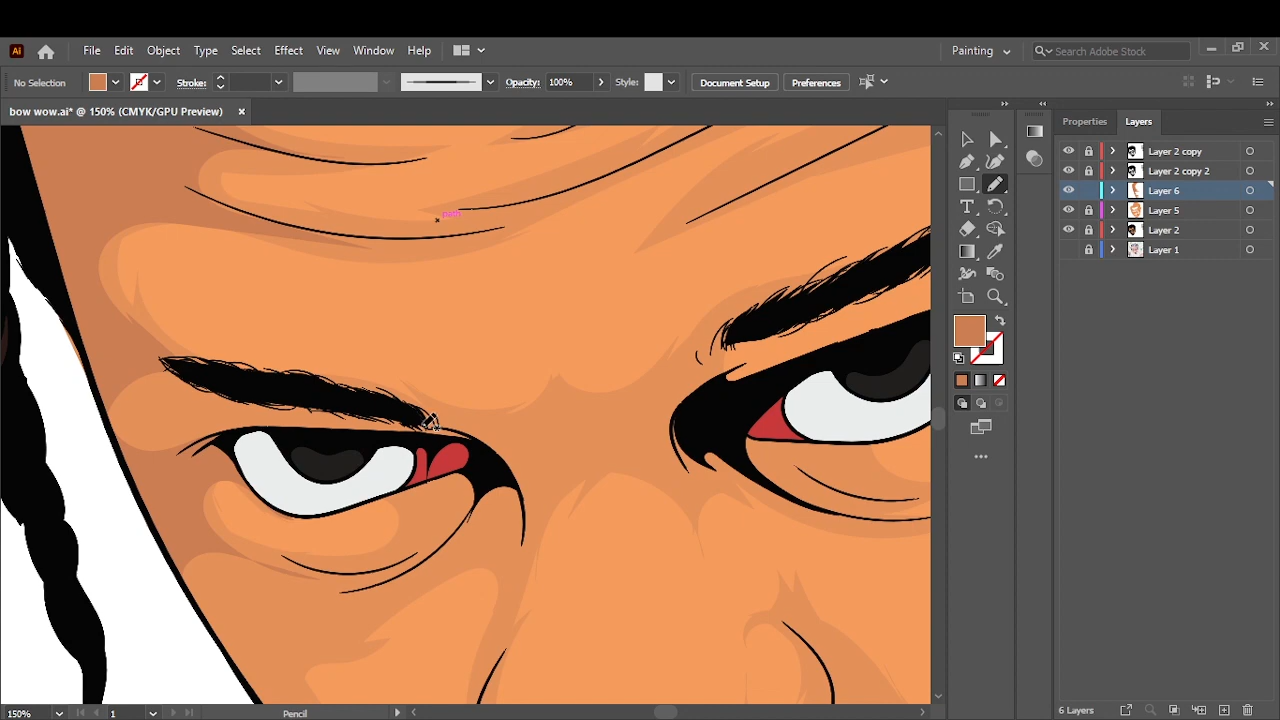 Ai File Edit Object Type Select Effect View Window Help Painting Search Adobe Stock
No Selection Stroke: Opacity: 100% Style: Document Setup Preferences
bow wow.ai* @ 150% (CMYK/GPU Preview)
Properties Layers
Layer 2 copy
Layer 2 copy 2
Layer 6
Layer 5
Layer 2
Layer 1
path
150% 1 Pencil
6 Layers